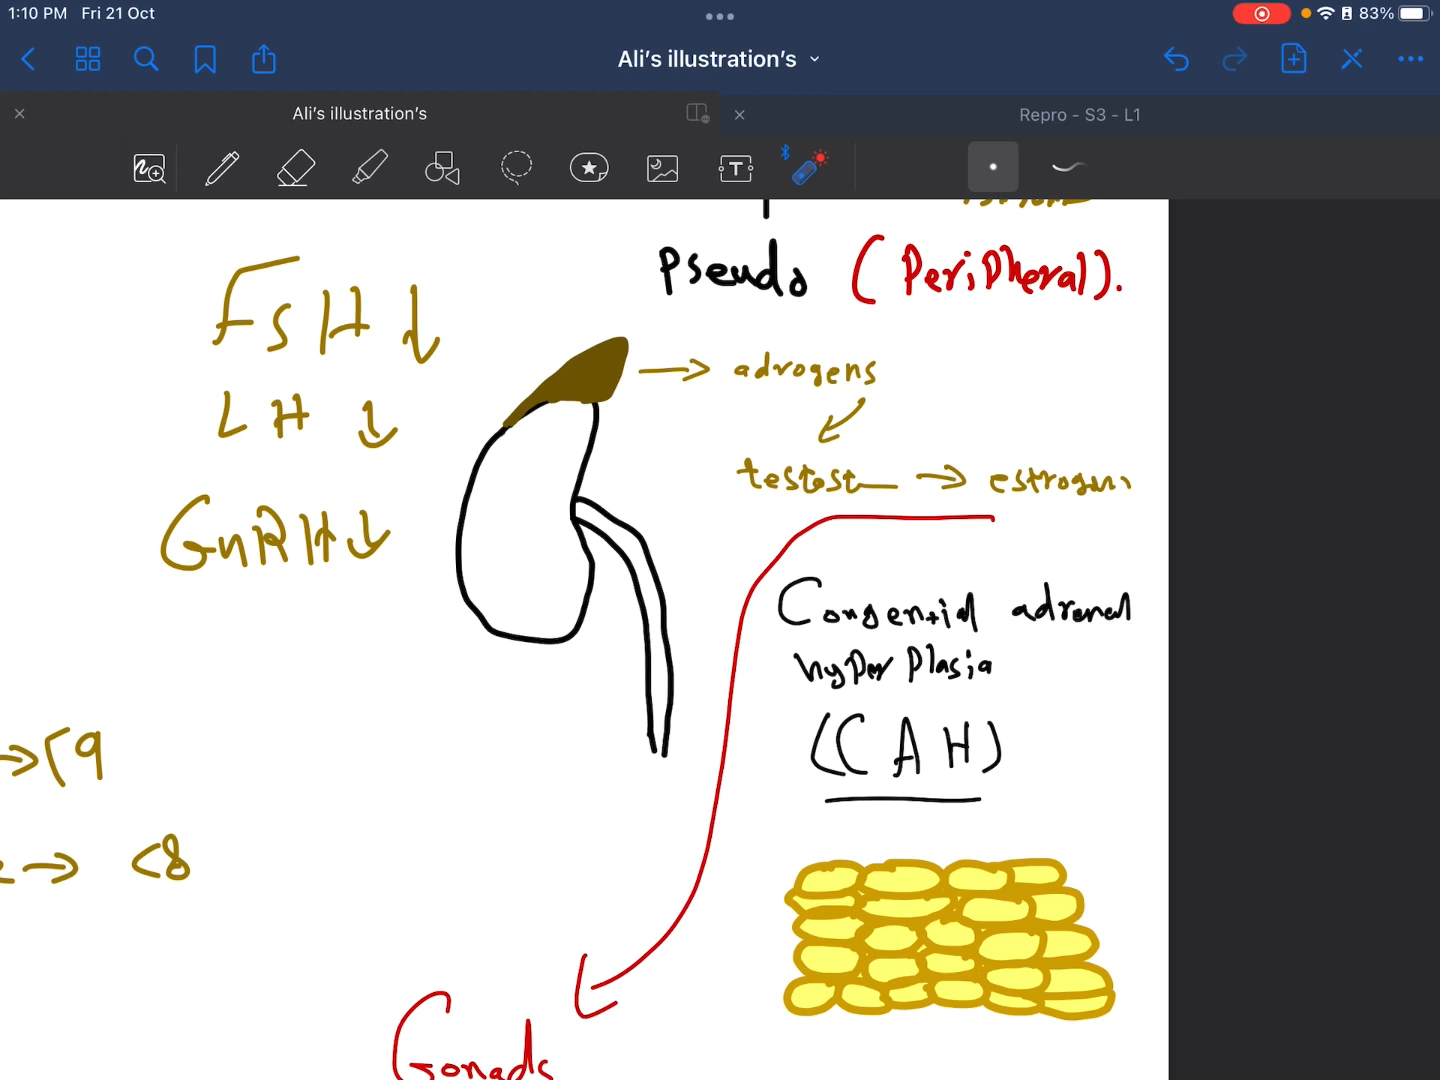 1:10 PM Fri 21 Oct
83%
Ali's illustration's
Ali's illustration's
Repro - S3 - L1
T
Pseudo (Peripheral).
FSH ↓
LH ↓
GnRH ↓
→ adrogens
testost → estrogens
Congential adrenal
hyperplasia
(CAH)
→ 9
→ <8
Gonads